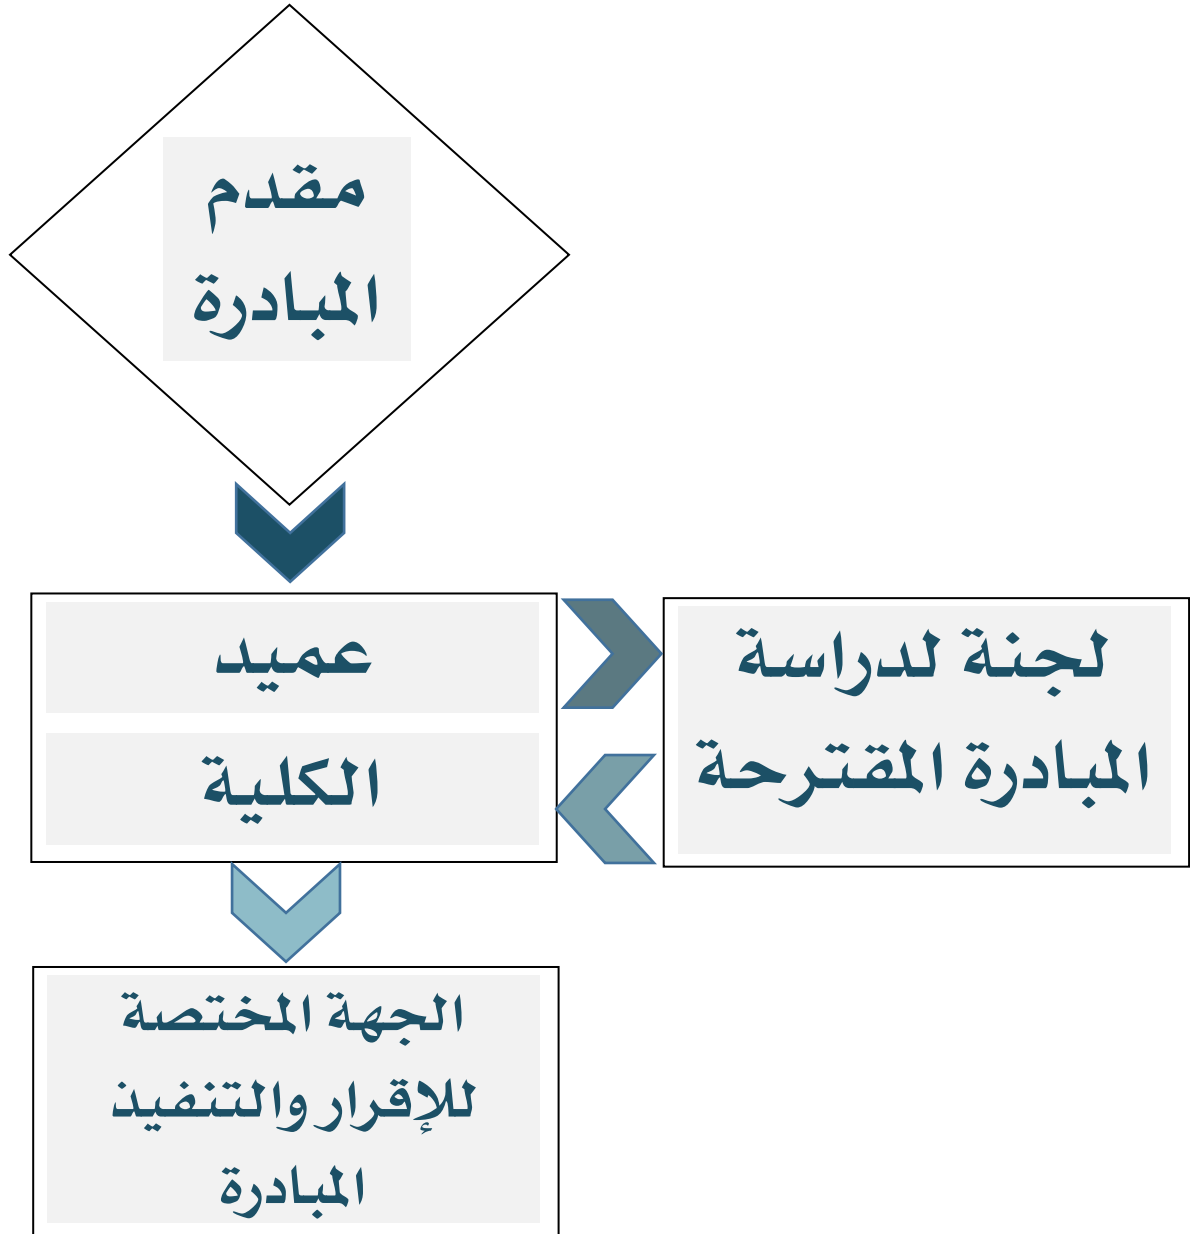 مقدم
المبادرة
عميد
الكلية
لجنة لدراسة
المبادرة المقترحة
الجهة المختصة
للإقرار والتنفيذ
المبادرة